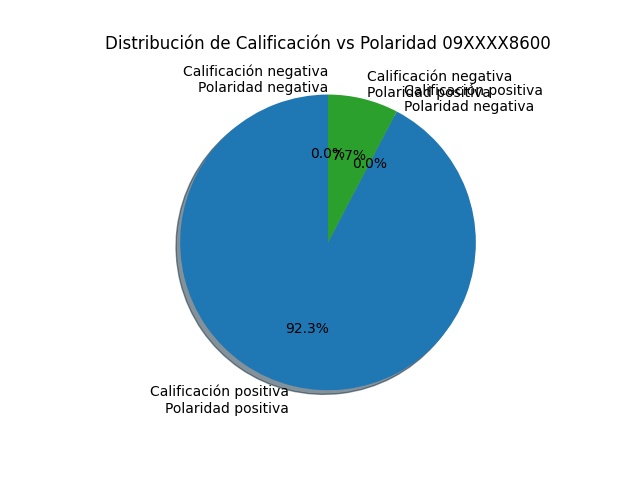 Distribución de Calificación vs Polaridad 09XXXX8600
Calificación negativa
Polaridad negativa
Calificación negativa
Polaridad positiva
Calificación positiva
Polaridad negativa
0.0%
7.7%
0.0%
92.3%
Calificación positiva
Polaridad positiva